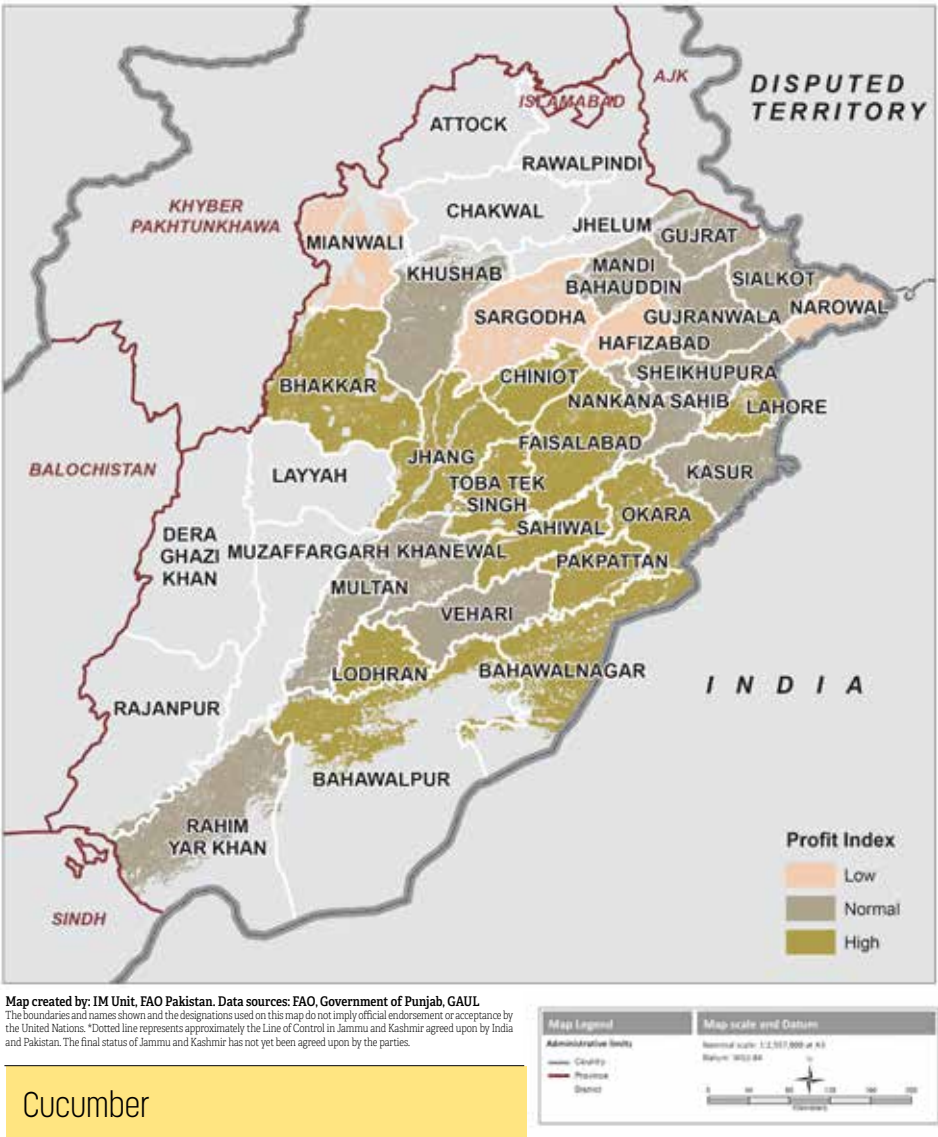 DISPUTED
TERRITORY
AJK
ISLAMABAD
ATTOCK
RAWALPINDI
KHYBER
PAKHTUNKHAWA
CHAKWAL
JHELUM
GUJRAT
MIANWALI
KHUSHAB
MANDI
BAHAUDDIN
SIALKOT
NAROWAL
SARGODHA
GUJRANWALA
HAFIZABAD
SHEIKHUPURA
CHINIOT
BHAKKAR
NANKANA SAHIB
LAHORE
FAISALABAD
BALOCHISTAN
LAYYAH
JHANG
KASUR
TOBA TEK
SINGH
OKARA
SAHIWAL
DERA
GHAZI
KHAN
MUZAFFARGARH
KHANEWAL
PAKPATTAN
MULTAN
VEHARI
LODHRAN
BAHAWALNAGAR
INDIA
RAJANPUR
BAHAWALPUR
RAHIM
YAR KHAN
SINDH
Profit Index
Low
Normal
High
Map created by: IM Unit, FAO Pakistan. Data sources: FAO, Government of Punjab, GAUL
The boundaries and names shown and the designations used on this map do not imply official endorsement or acceptance by
the United Nations. *Dotted line represents approximately the Line of Control in Jammu and Kashmir agreed upon by India
and Pakistan. The final status of Jammu and Kashmir has not yet been agreed upon by the parties.
Map Legend
Administrative limits
Country
Province
District
Map scale and Datum
Nominal scale
Datum: WGS 84
Kilometers
Cucumber